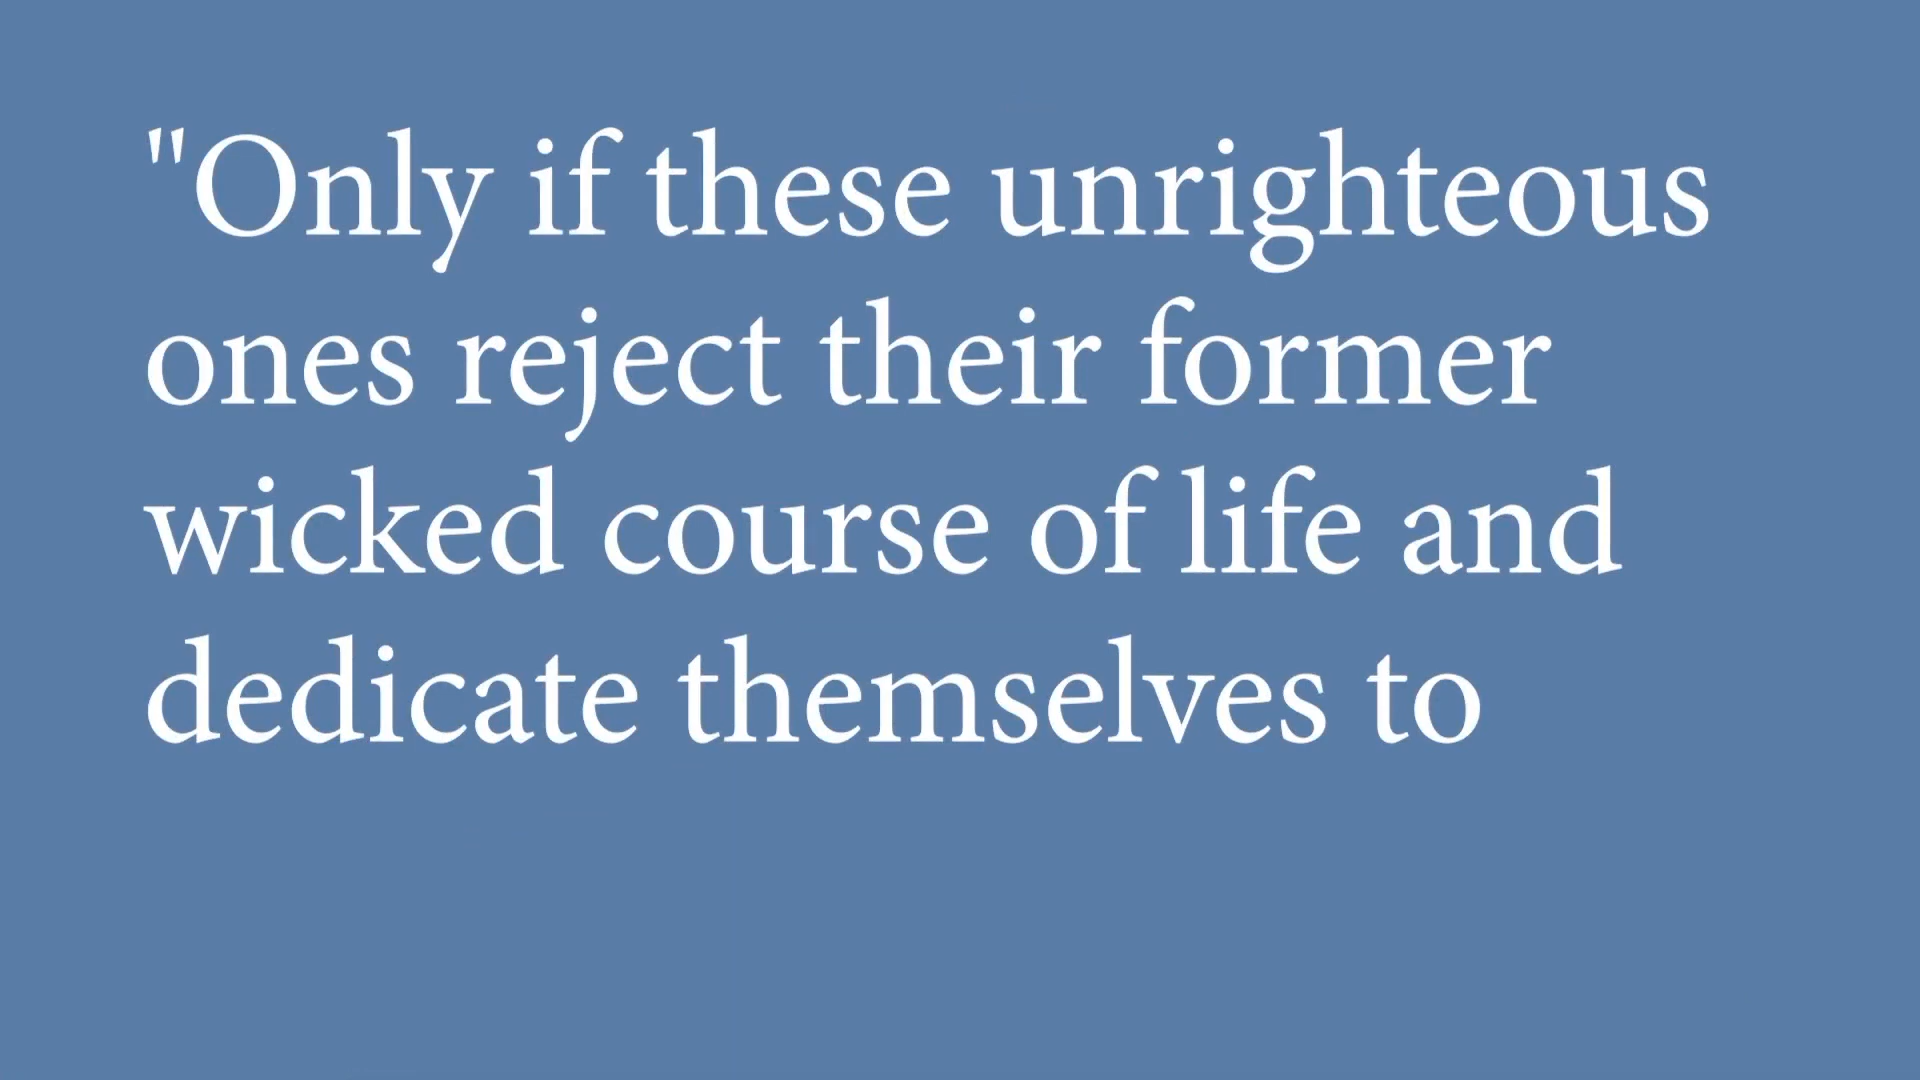 "Only if these unrighteous
ones reject their former
wicked course of life and
dedicate themselves to